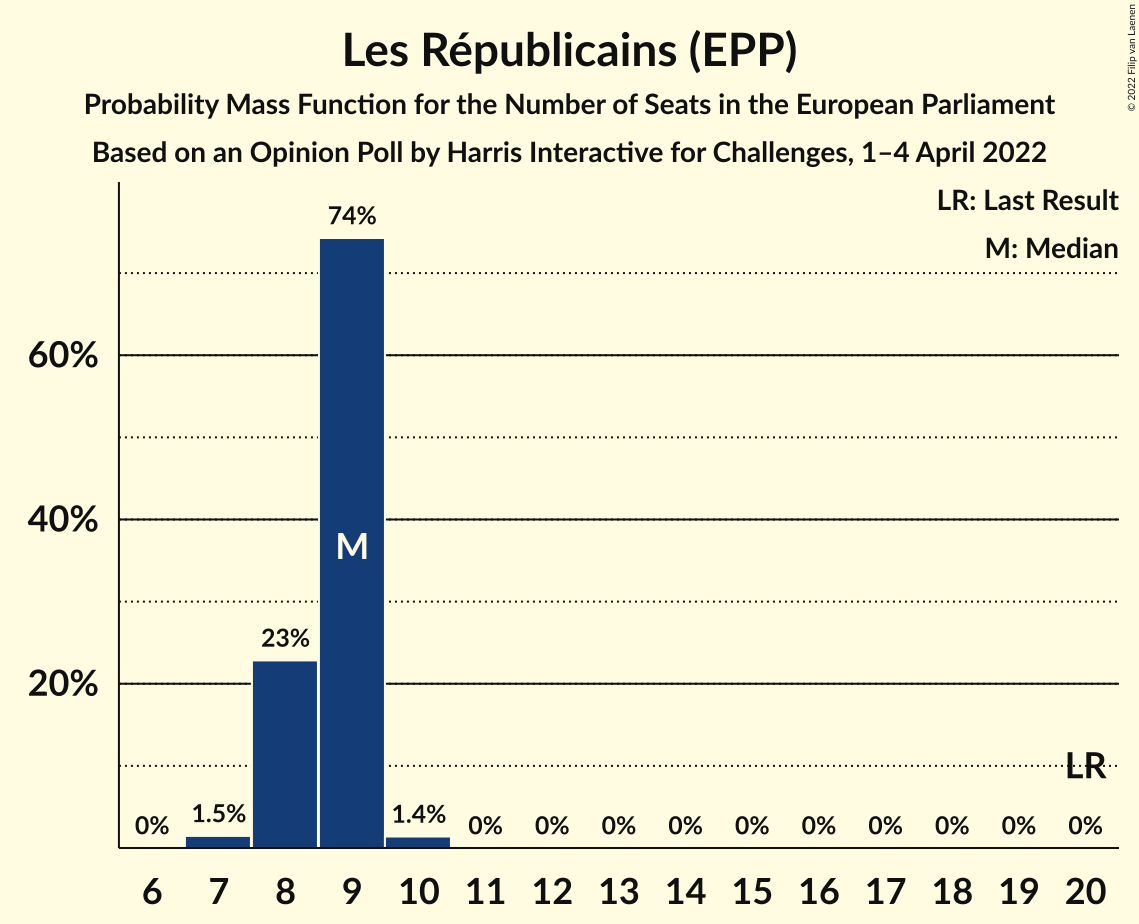 Les Républicains (EPP)
Probability Mass Function for the Number of Seats in the European Parliament
Based on an Opinion Poll by Harris Interactive for Challenges, 1–4 April 2022
© 2022 Filip van Laenen
LR: Last Result
M: Median
60%
40%
20%
0%
1.5%
23%
74%
M
1.4%
0%
0%
0%
0%
0%
0%
0%
0%
0%
0%
LR
6 7 8 9 10 11 12 13 14 15 16 17 18 19 20